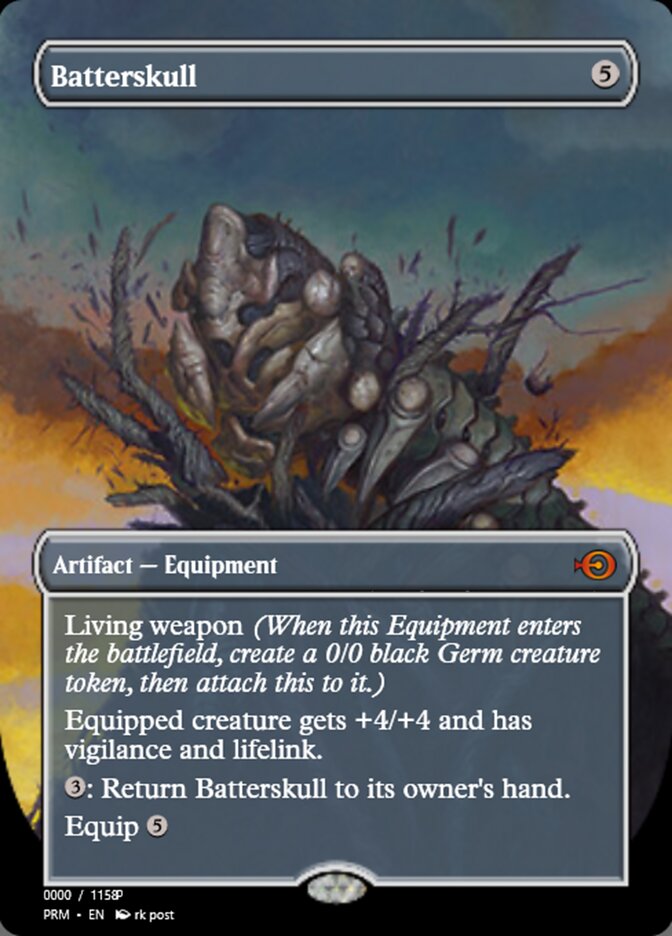 Batterskull 5
Artifact — Equipment
Living weapon (When this Equipment enters
the battlefield, create a 0/0 black Germ creature
token, then attach this to it.)
Equipped creature gets +4/+4 and has
vigilance and lifelink.
3: Return Batterskull to its owner's hand.
Equip 5
0000 / 1158P
PRM • EN rk post